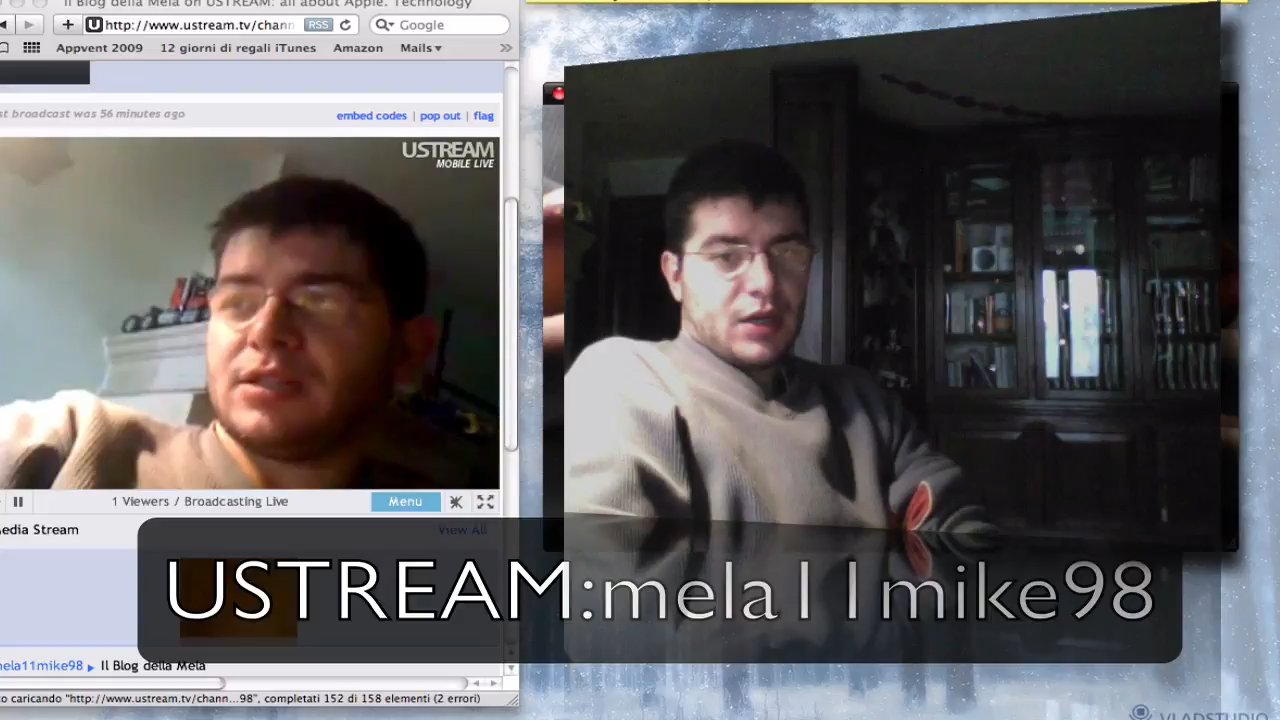 Il Blog della Mela on USTREAM: all about Apple. Technology
http://www.ustream.tv/chann RSS Google
Appvent 2009 12 giorni di regali iTunes Amazon Mails
st broadcast was 56 minutes ago
embed codes | pop out | flag
USTREAM
MOBILE LIVE
1 Viewers / Broadcasting Live Menu
edia Stream View All
USTREAM:mela11mike98
mela11mike98 Il Blog della Mela
to caricando "http://www.ustream.tv/chann...98", completati 152 di 158 elementi (2 errori)
VLADSTUDIO